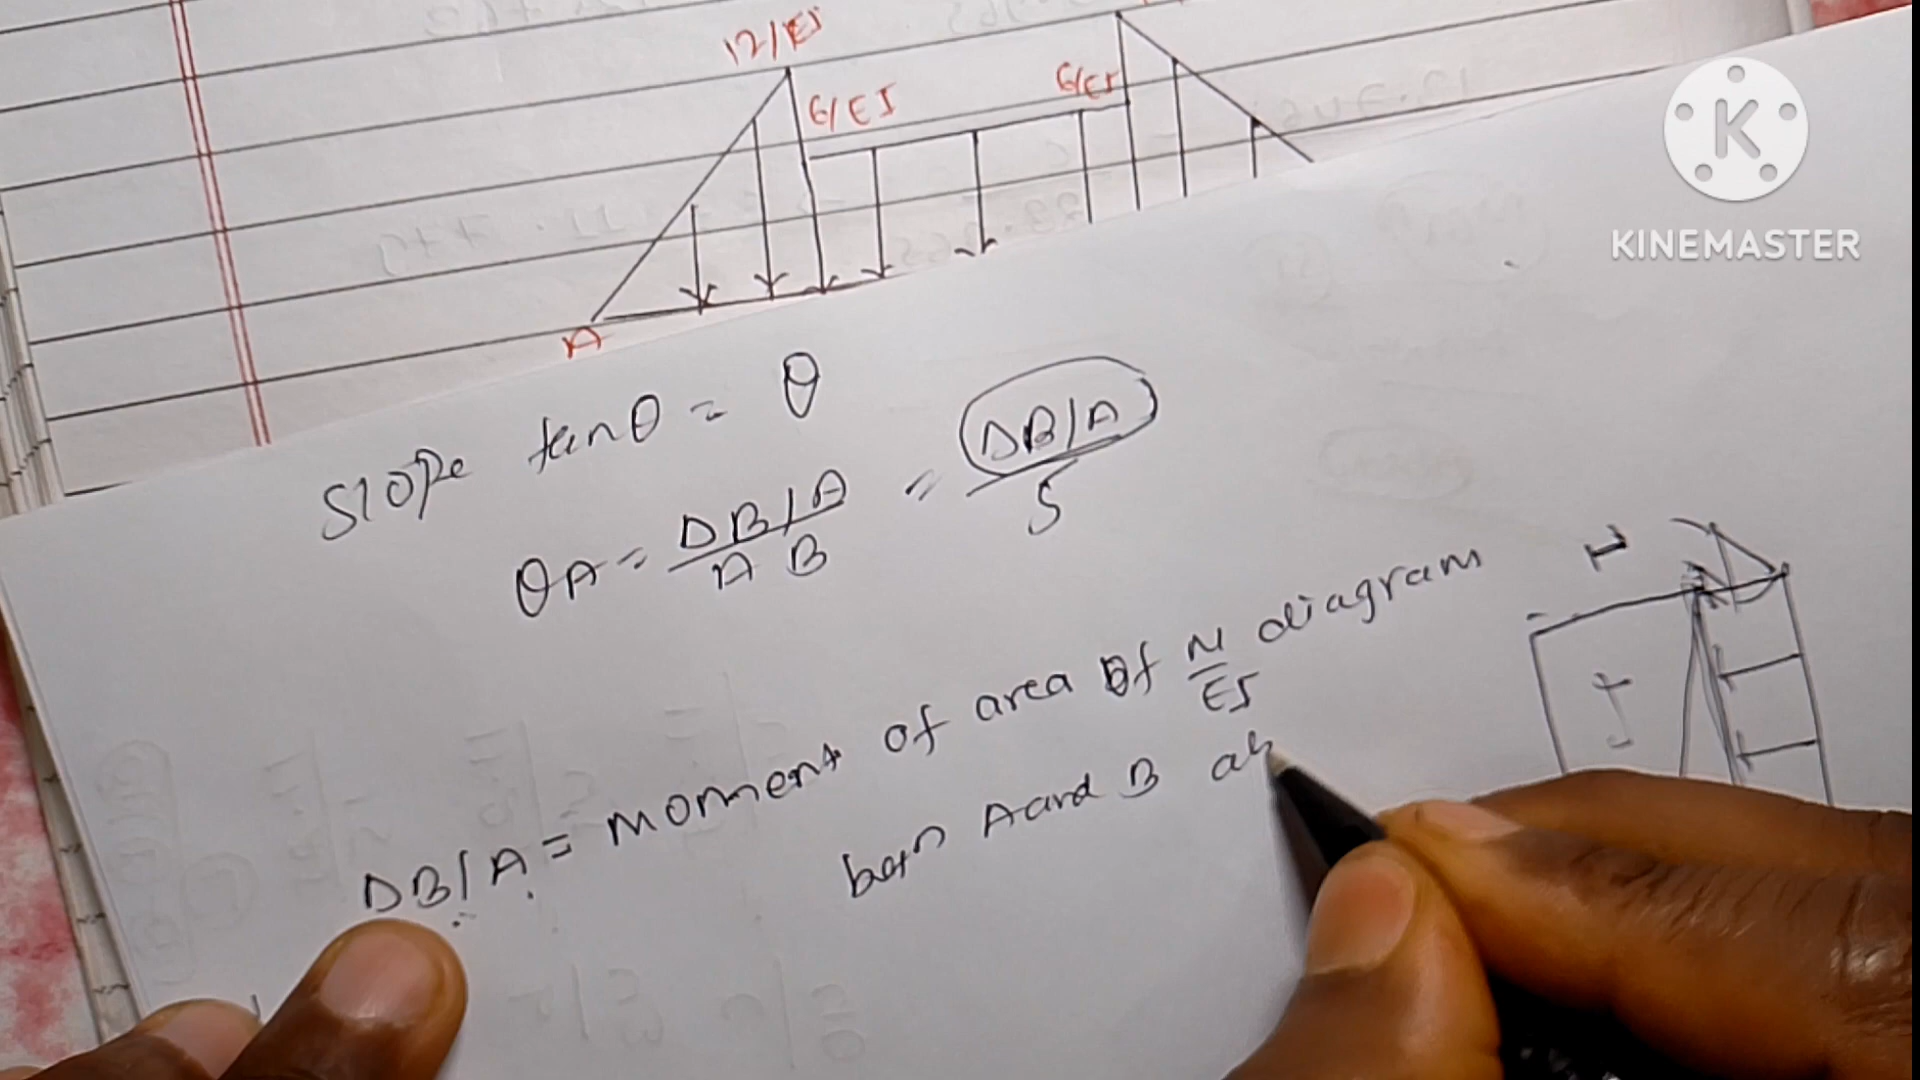 12/EI
6/EI
6/EI
K
KINEMASTER
A
slope tanθ = θ
θA = ΔB/A / AB = ΔB/A / 5
ΔB/A = moment of area of M/EI diagram
betn A and B ab